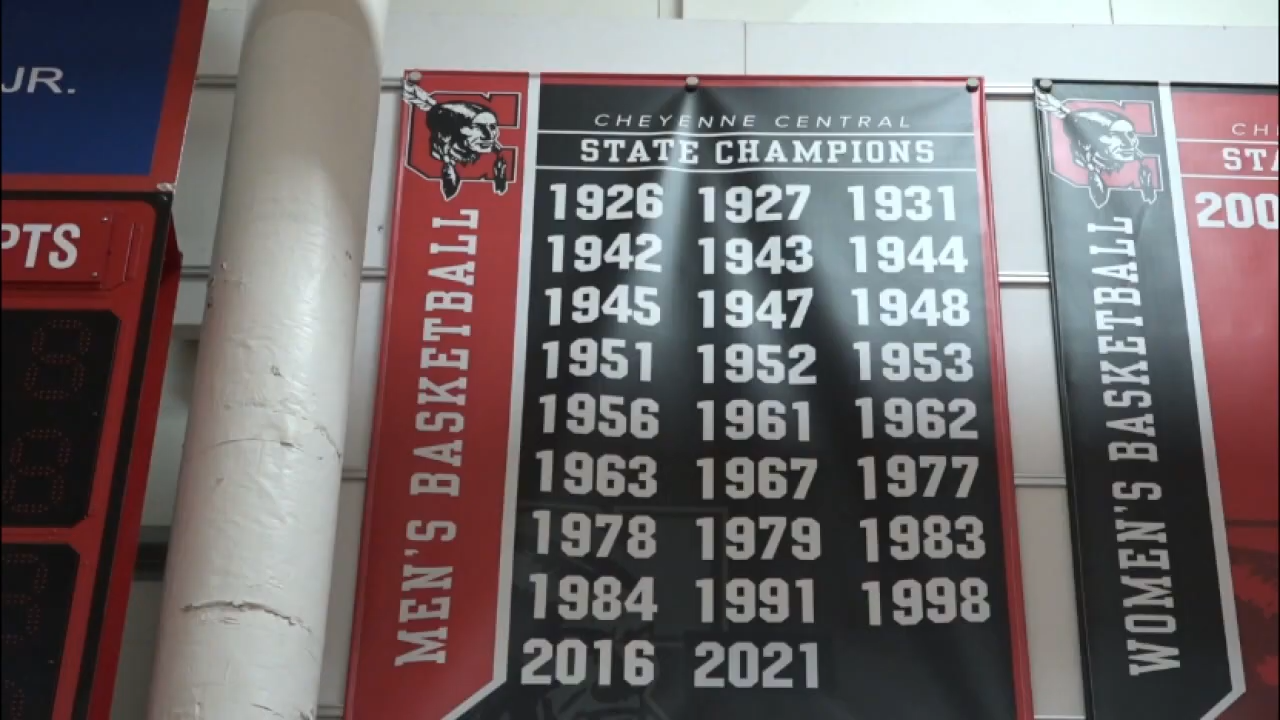 JR.
PTS
CHEYENNE CENTRAL
STATE CHAMPIONS
MEN'S BASKETBALL
1926 1927 1931
1942 1943 1944
1945 1947 1948
1951 1952 1953
1956 1961 1962
1963 1967 1977
1978 1979 1983
1984 1991 1998
2016 2021
WOMEN'S BASKETBALL